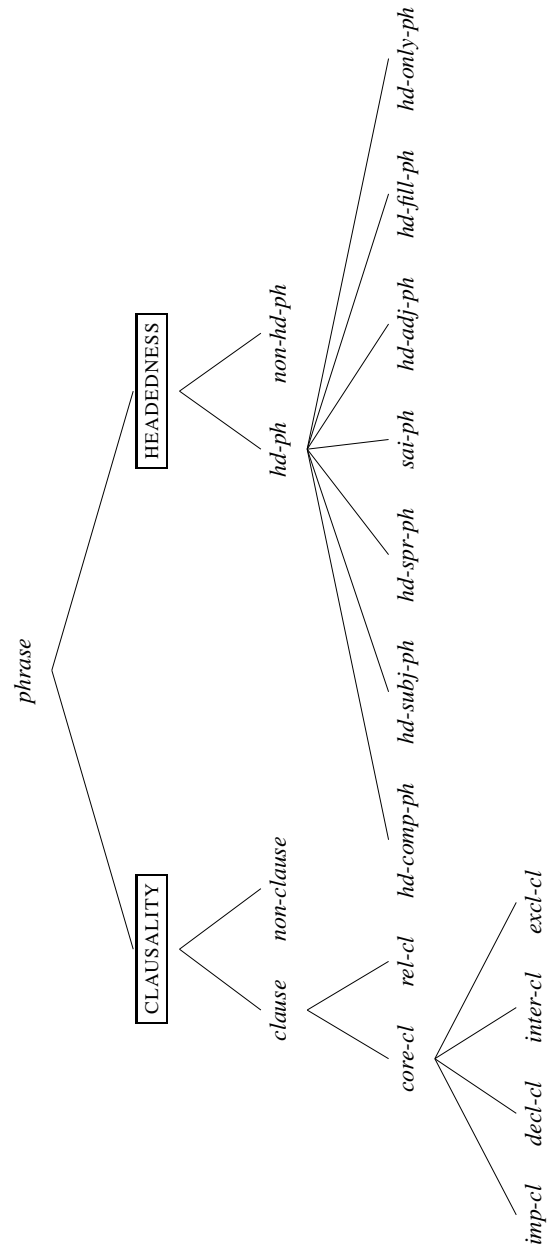 phrase
CLAUSALITY HEADEDNESS
clause non-clause hd-ph non-hd-ph
core-cl rel-cl hd-comp-ph hd-subj-ph hd-spr-ph sai-ph hd-adj-ph hd-fill-ph hd-only-ph
imp-cl decl-cl inter-cl excl-cl